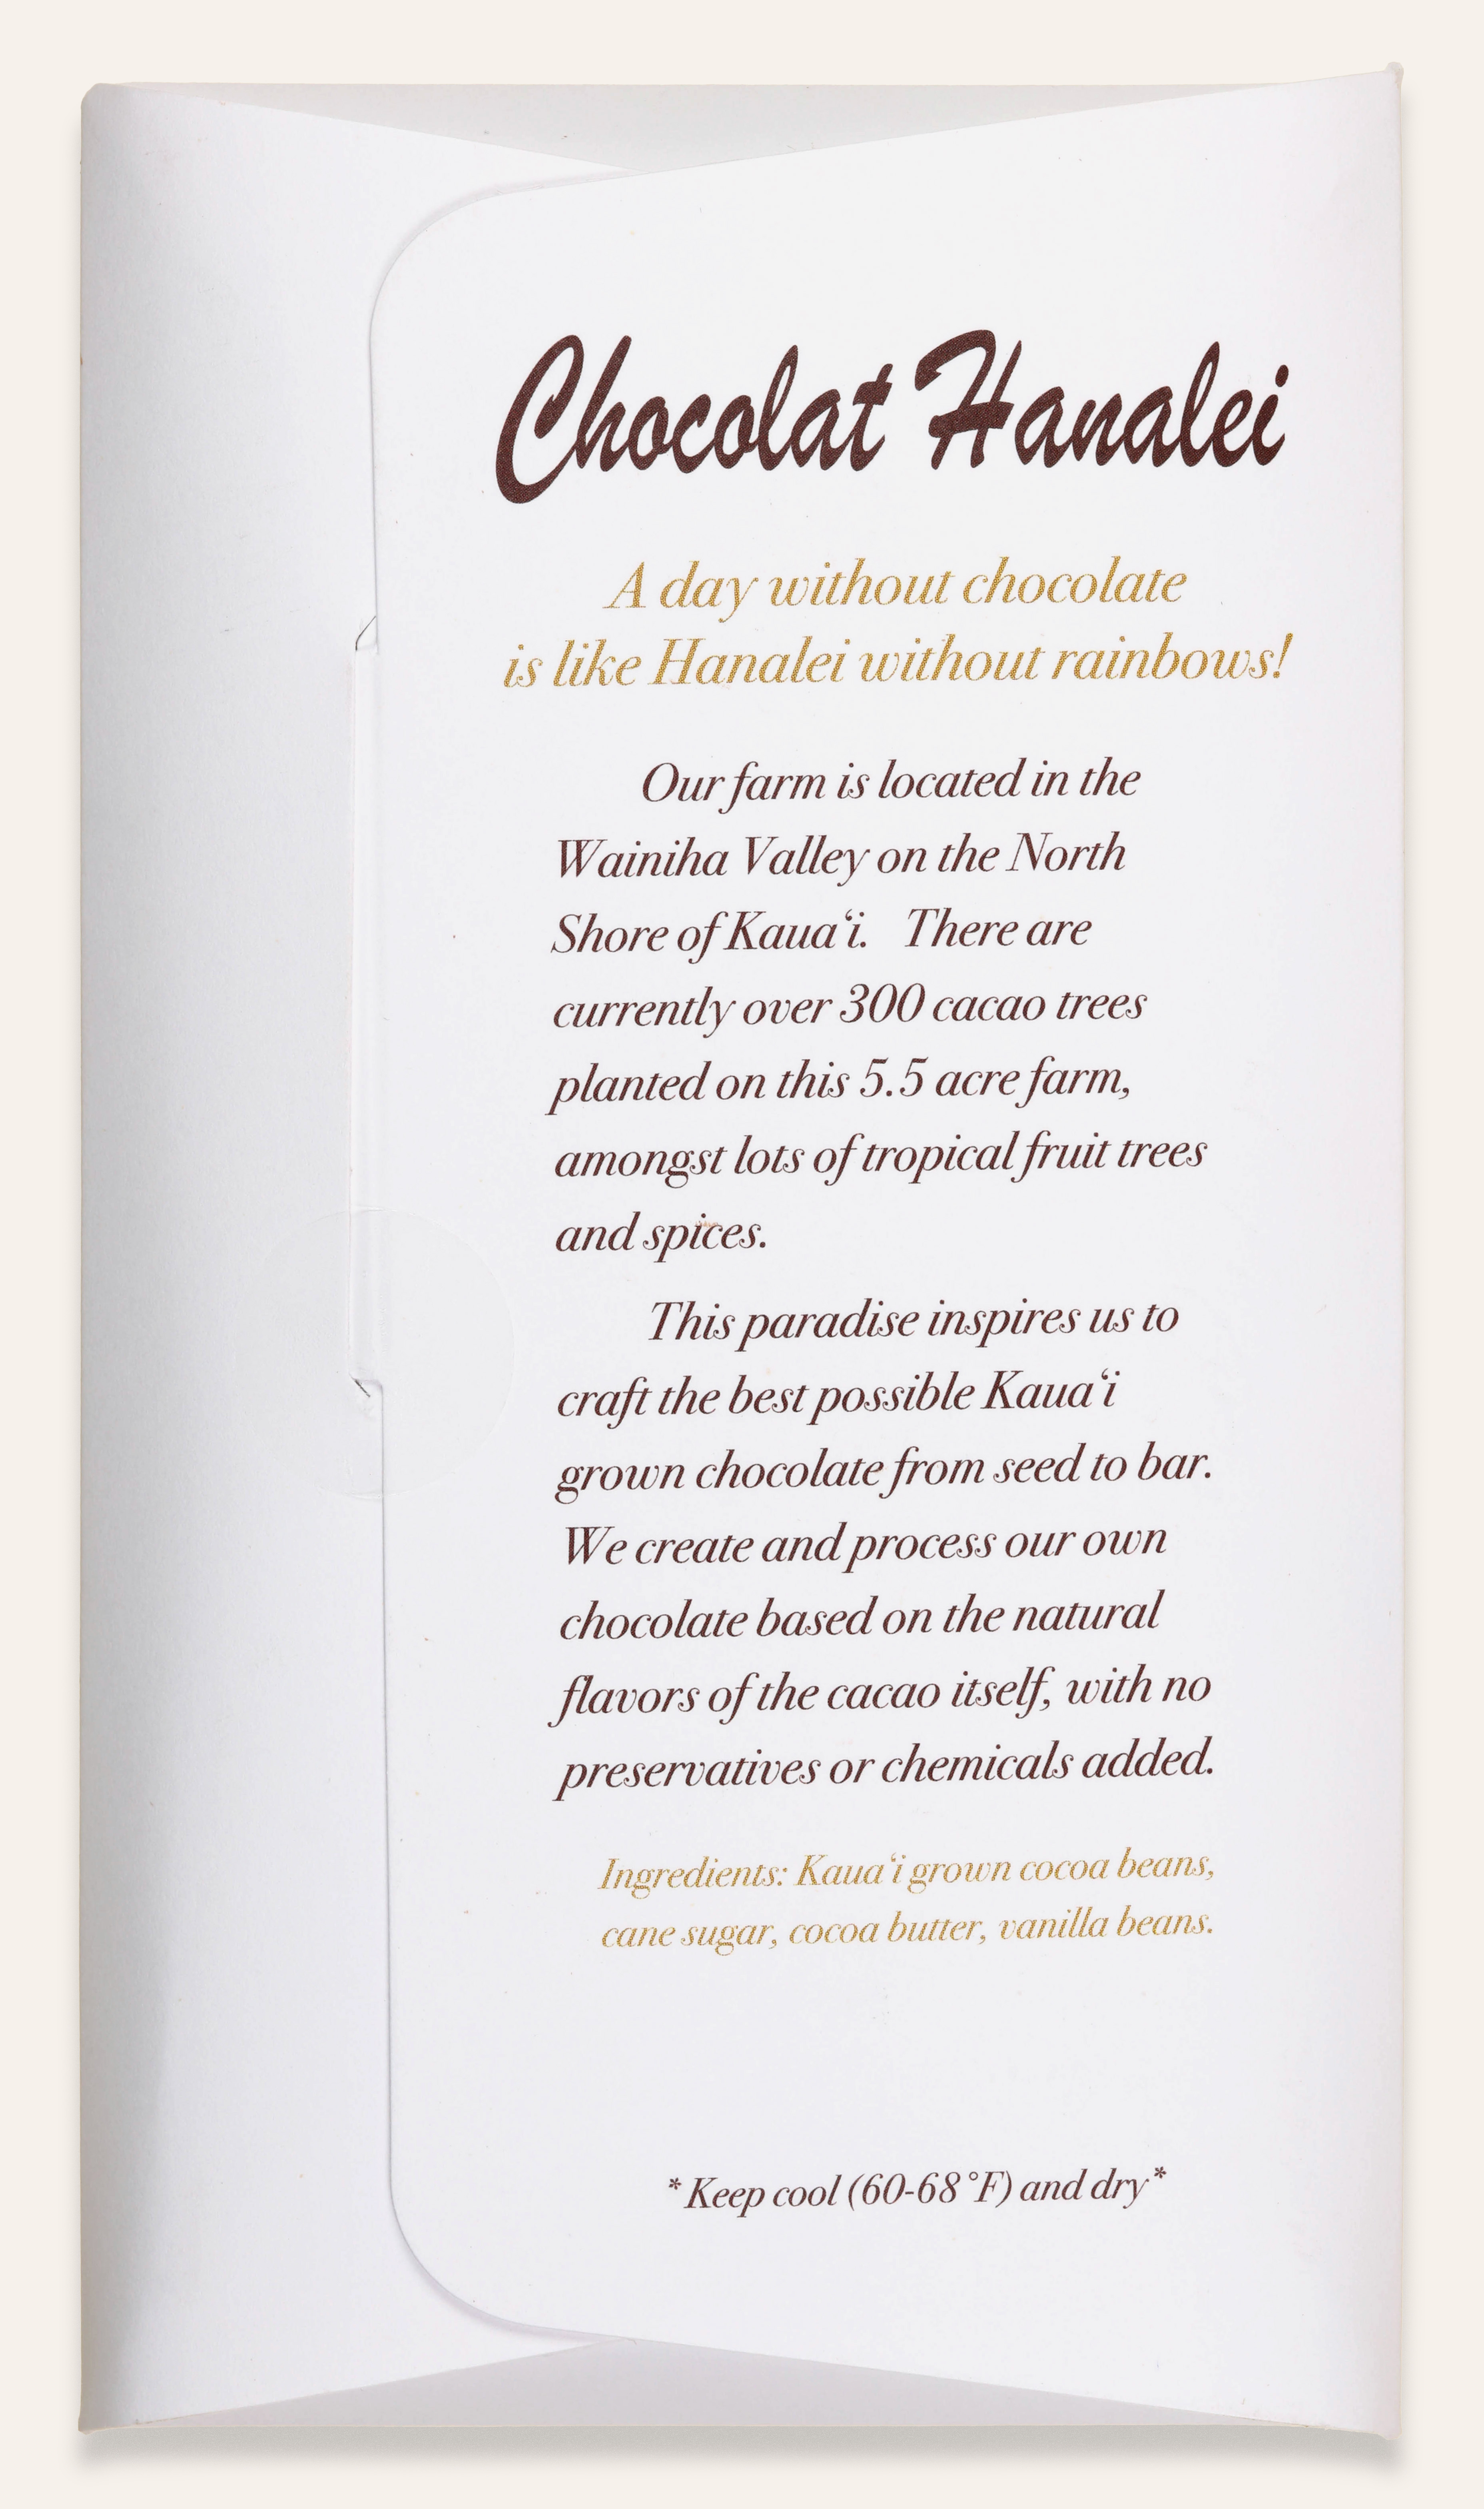 Chocolat Hanalei
A day without chocolate
is like Hanalei without rainbows!
Our farm is located in the
Wainiha Valley on the North
Shore of Kauaʻi.   There are
currently over 300 cacao trees
planted on this 5.5 acre farm,
amongst lots of tropical fruit trees
and spices.
This paradise inspires us to
craft the best possible Kauaʻi
grown chocolate from seed to bar.
We create and process our own
chocolate based on the natural
flavors of the cacao itself, with no
preservatives or chemicals added.
Ingredients: Kauaʻi grown cocoa beans,
cane sugar, cocoa butter, vanilla beans.
*Keep cool (60-68°F) and dry*